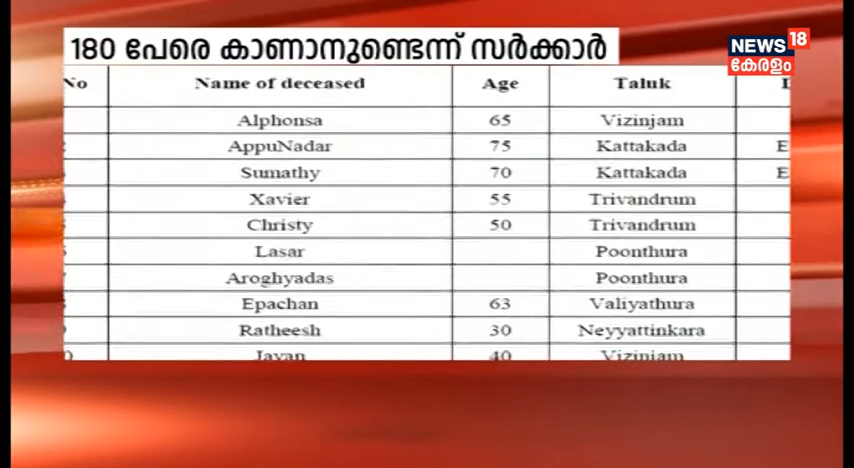 180 പേരെ കാണാനുണ്ടെന്ന് സർക്കാർ
NEWS 18
കേരളം
No Name of deceased Age Taluk
Alphonsa 65 Vizinjam
AppuNadar 75 Kattakada E
Sumathy 70 Kattakada E
Xavier 55 Trivandrum
Christy 50 Trivandrum
Lasar Poonthura
Aroghyadas Poonthura
Epachan 63 Valiyathura
Ratheesh 30 Neyyattinkara
Jayan 40 Vizinjam